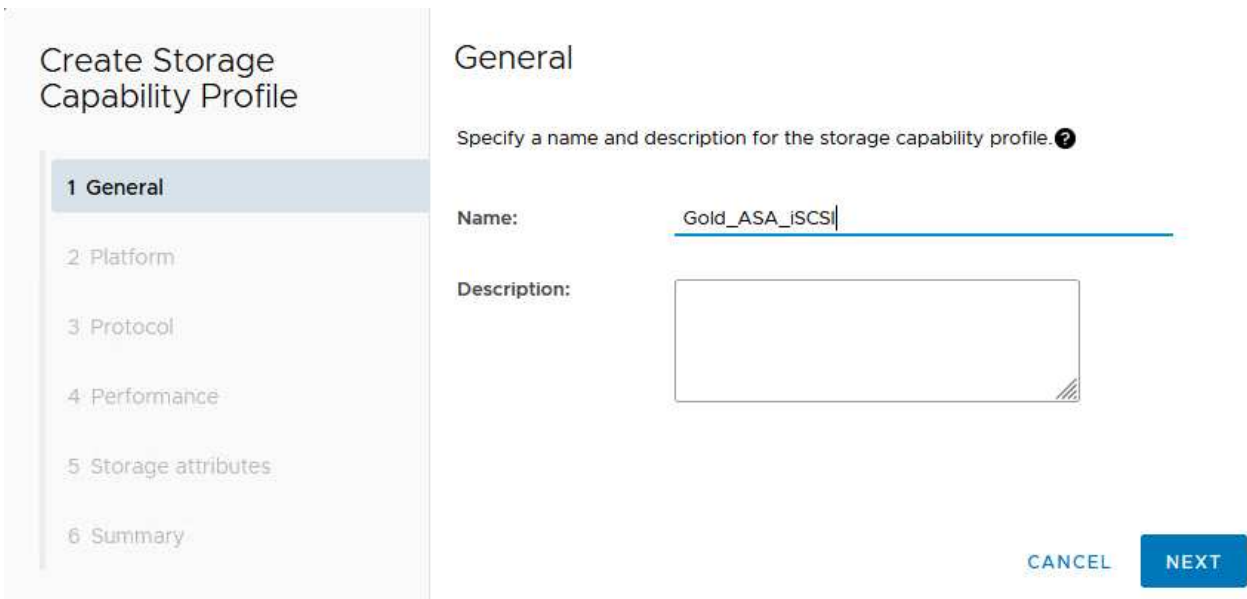 Create Storage
Capability Profile
1 General
2 Platform
3 Protocol
4 Performance
5 Storage attributes
6 Summary
General
Specify a name and description for the storage capability profile.?
Name:
Gold_ASA_iSCSI
Description:
CANCEL
NEXT